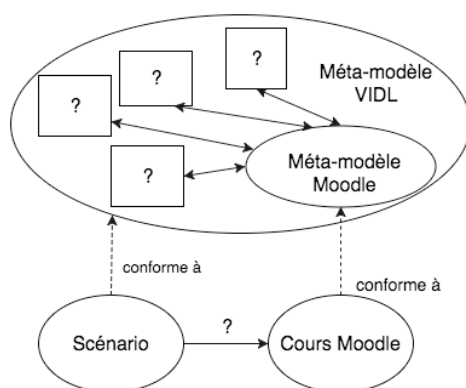 ?
Méta-modèle
VIDL
?
?
?
Méta-modèle
Moodle
conforme à
conforme à
?
Scénario
Cours Moodle